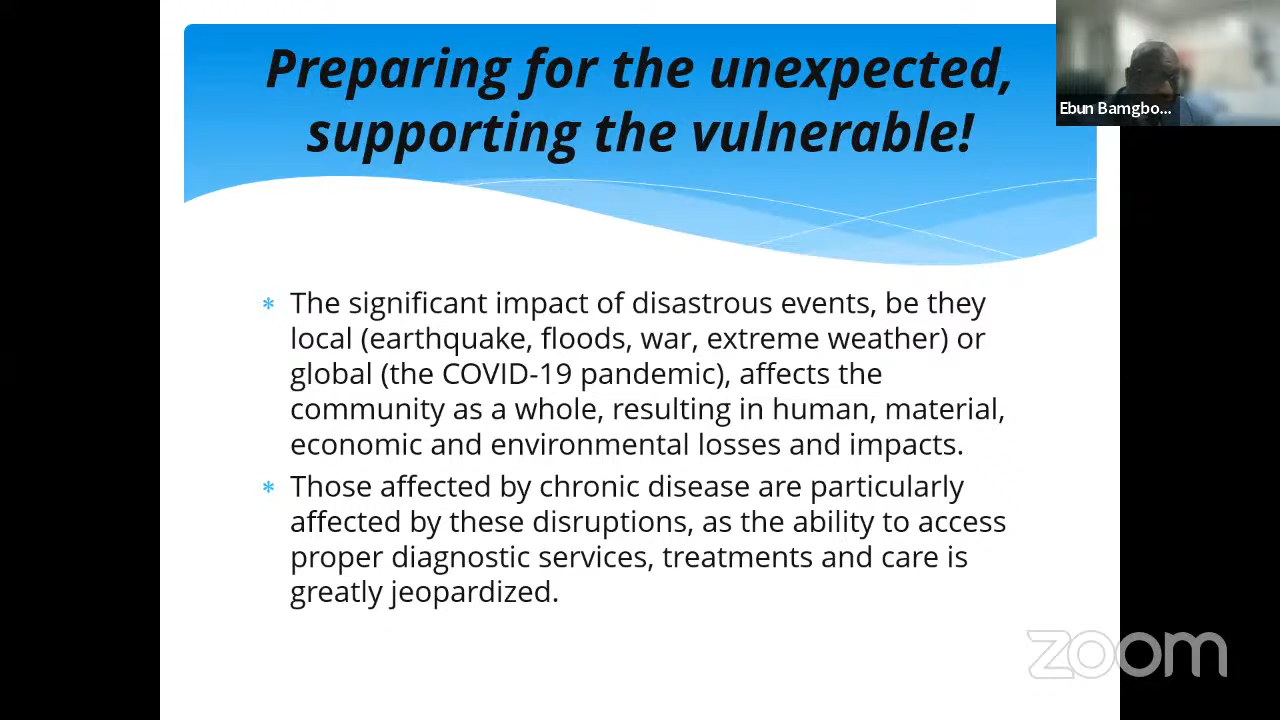 Preparing for the unexpected,
supporting the vulnerable!
Ebun Bamgbo...
* The significant impact of disastrous events, be they
local (earthquake, floods, war, extreme weather) or
global (the COVID-19 pandemic), affects the
community as a whole, resulting in human, material,
economic and environmental losses and impacts.
* Those affected by chronic disease are particularly
affected by these disruptions, as the ability to access
proper diagnostic services, treatments and care is
greatly jeopardized.
zoom